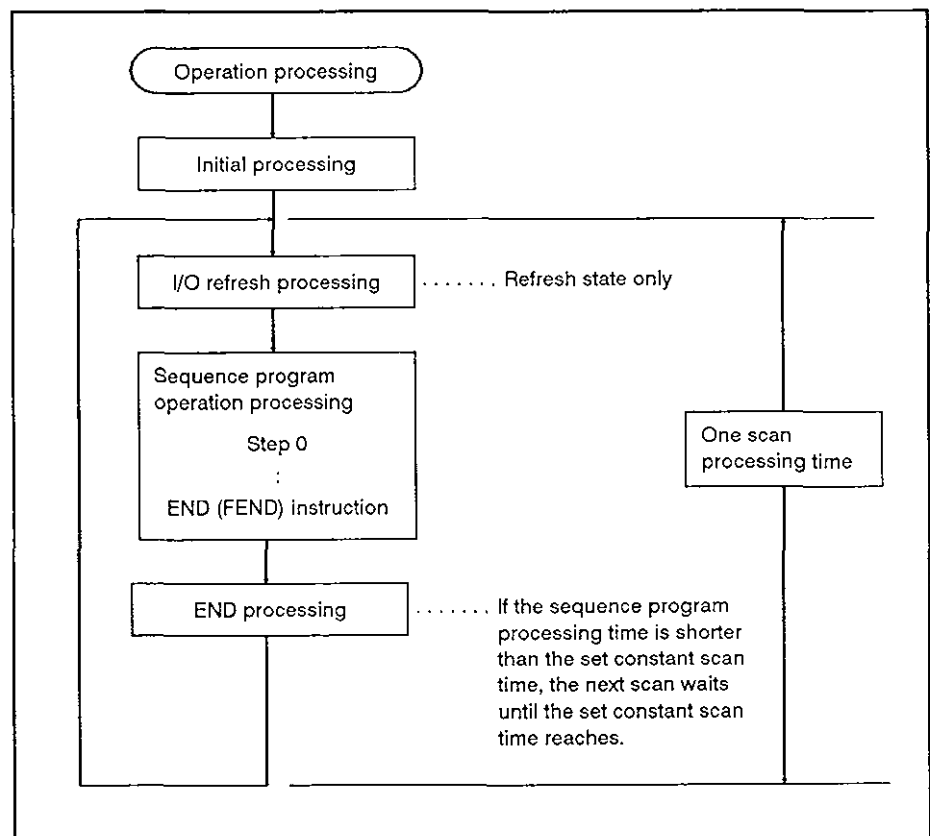 Operation processing
Initial processing
I/O refresh processing
....... Refresh state only
Sequence program
operation processing
Step 0
:
END (FEND) instruction
One scan
processing time
END processing
....... If the sequence program
processing time is shorter
than the set constant scan
time, the next scan waits
until the set constant scan
time reaches.